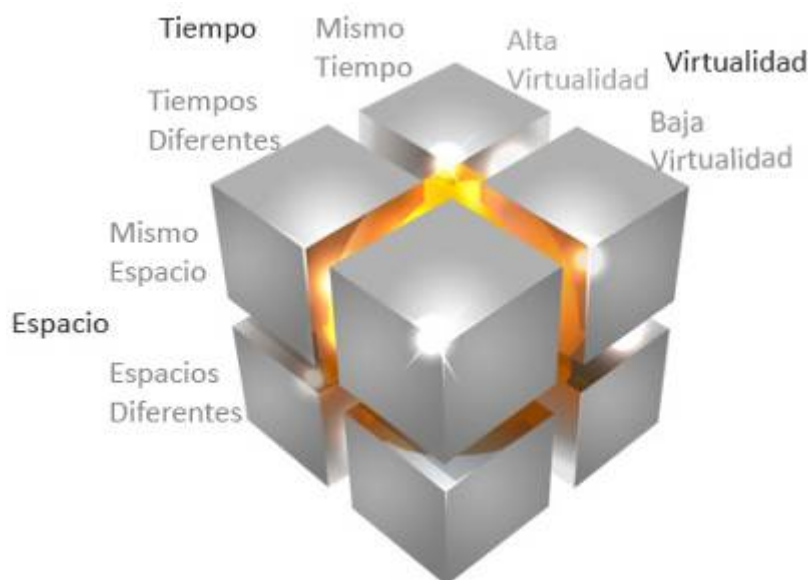 Tiempo
Mismo
Tiempo
Alta
Virtualidad
Virtualidad
Tiempos
Diferentes
Baja
Virtualidad
Mismo
Espacio
Espacio
Espacios
Diferentes